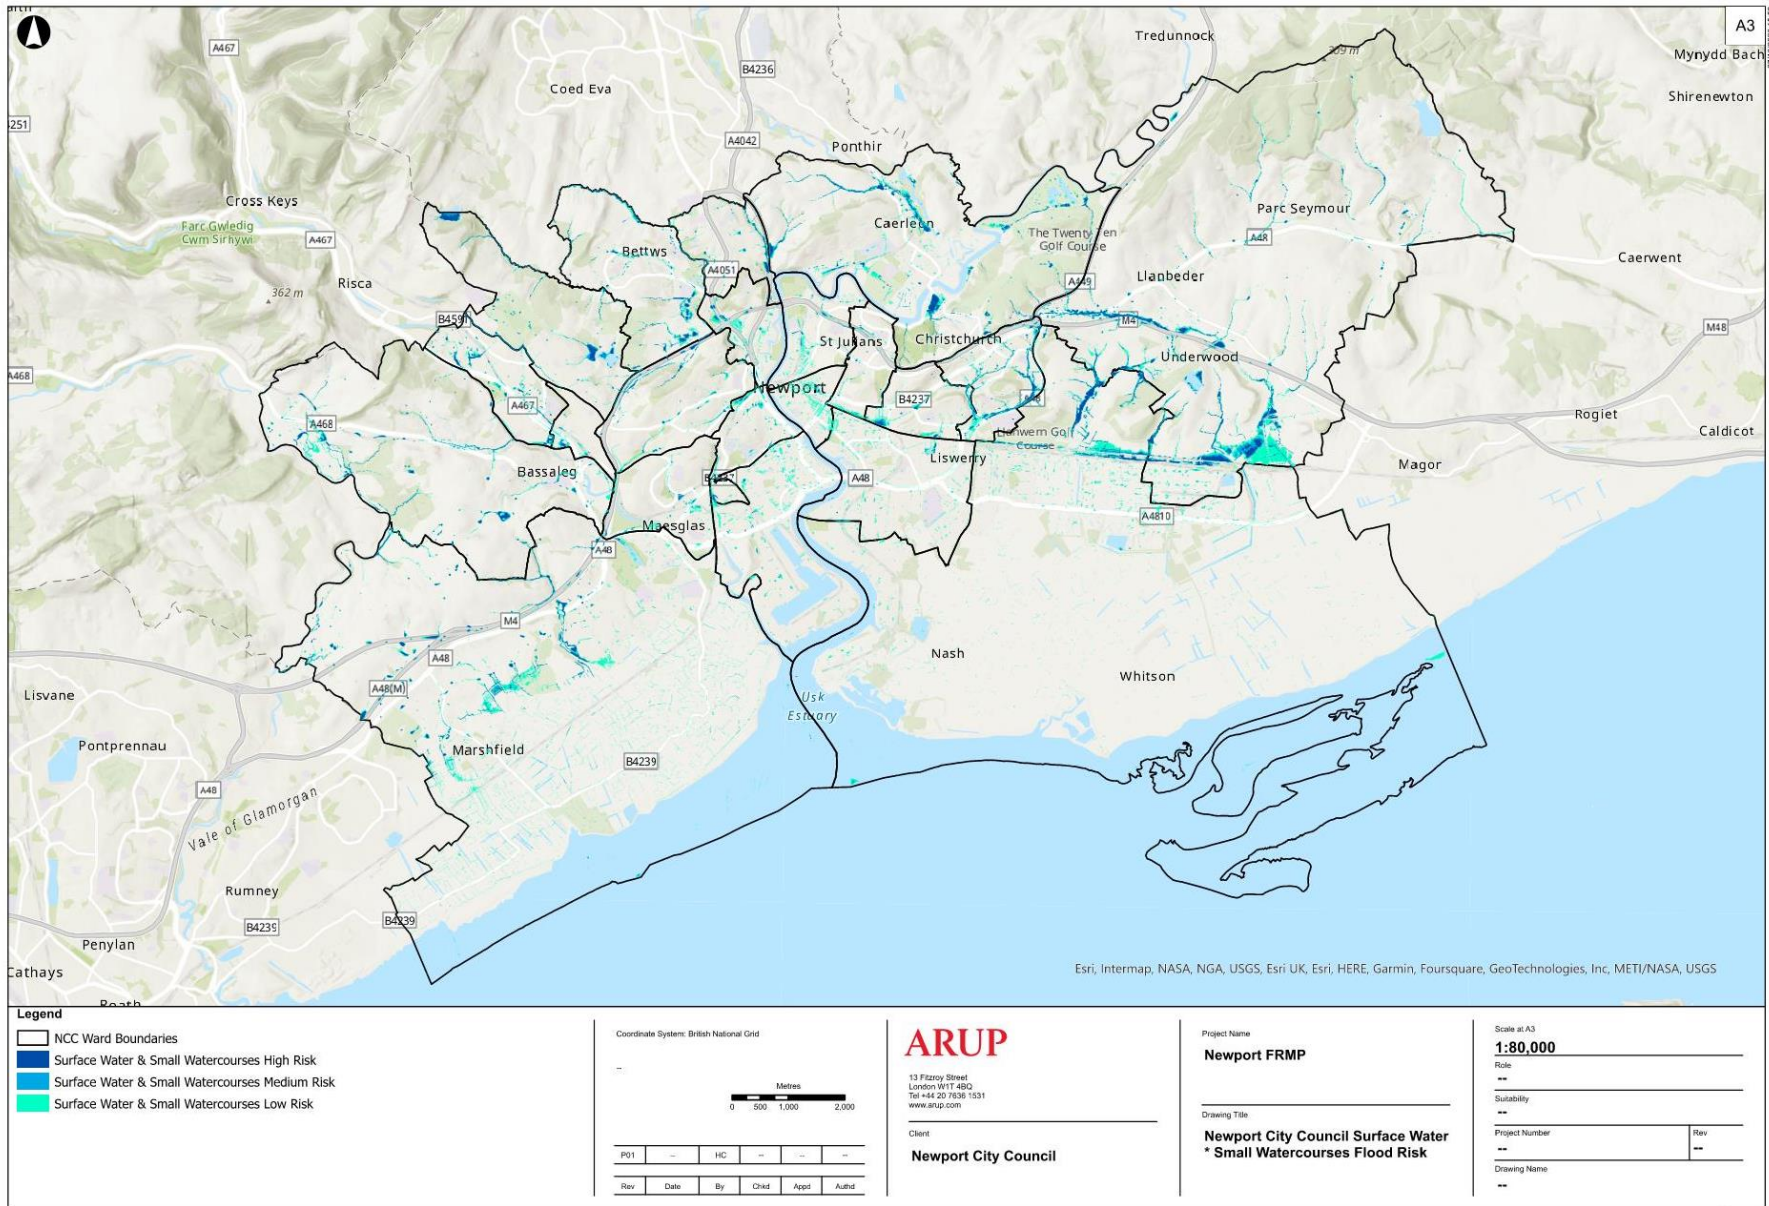 A3
Tredunnock
309 m
Mynydd Bach
A467
B4236
Coed Eva
Shirenewton
A4042
Ponthir
Cross Keys
Parc Gwledig
Cwm Sirhywi
A467
Caerleon
Parc Seymour
The Twenty Ten
Golf Course
A48
Bettws
Caerwent
A4051
Risca
A449
Llanbeder
362 m
B4591
M4
M48
St Julians
Christchurch
Underwood
A468
Newport
A467
B4237
A48
A468
Rogiet
Llanwern Golf
Course
Caldicot
Liswerry
Magor
Bassaleg
B4237
A48
Maesglas
A4810
A48
M4
A48
Nash
Whitson
A48(M)
Lisvane
Usk
Estuary
Pontprennau
Marshfield
B4239
A48
Vale of Glamorgan
Rumney
B4239
B4239
Penylan
Cathays
Roath
Esri, Intermap, NASA, NGA, USGS, Esri UK, Esri, HERE, Garmin, Foursquare, GeoTechnologies, Inc, METI/NASA, USGS
Legend
NCC Ward Boundaries
Surface Water & Small Watercourses High Risk
Surface Water & Small Watercourses Medium Risk
Surface Water & Small Watercourses Low Risk
Coordinate System: British National Grid
--
Metres
0 500 1,000 2,000
P01 -- HC -- -- --
Rev Date By Chkd Appd Authd
ARUP
13 Fitzroy Street
London W1T 4BQ
Tel +44 20 7636 1531
www.arup.com
Client
Newport City Council
Project Name
Newport FRMP
Drawing Title
Newport City Council Surface Water
* Small Watercourses Flood Risk
Scale at A3
1:80,000
Role
--
Suitability
--
Project Number Rev
-- --
Drawing Name
--